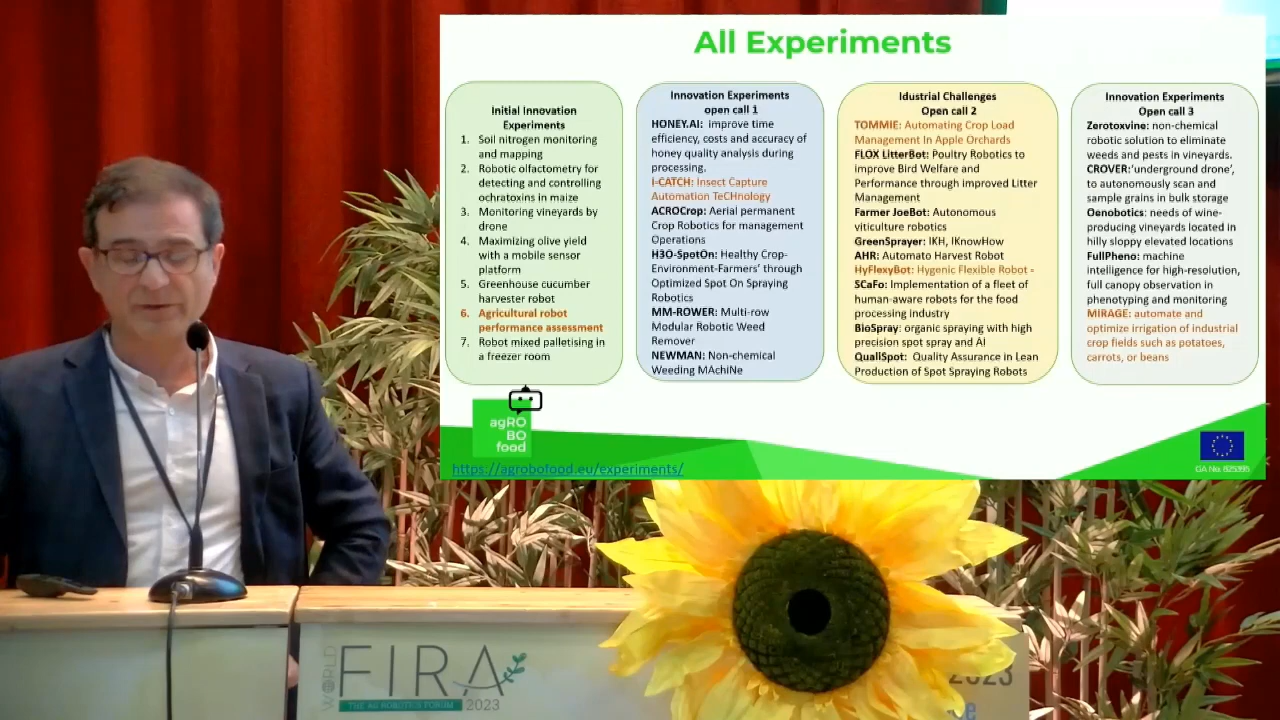 All Experiments
Initial Innovation
Experiments
1. Soil nitrogen monitoring
and mapping
2. Robotic olfactometry for
detecting and controlling
ochratoxins in maize
3. Monitoring vineyards by
drone
4. Maximizing olive yield
with a mobile sensor
platform
5. Greenhouse cucumber
harvester robot
6. Agricultural robot
performance assessment
7. Robot mixed palletising in
a freezer room
Innovation Experiments
open call 1
HONEY.AI: improve time
efficiency, costs and accuracy of
honey quality analysis during
processing.
I-CATCH: Insect Capture
Automation TeCHnology
ACROCrop: Aerial permanent
Crop Robotics for management
Operations
H3O-SpotOn: Healthy Crop-
Environment-Farmers' through
Optimized Spot On Spraying
Robotics
MM-ROWER: Multi-row
Modular Robotic Weed
Remover
NEWMAN: Non-chemical
Weeding MAchiNe
Idustrial Challenges
Open call 2
TOMMIE: Automating Crop Load
Management In Apple Orchards
FLOX LitterBot: Poultry Robotics to
improve Bird Welfare and
Performance through improved Litter
Management
Farmer JoeBot: Autonomous
viticulture robotics
GreenSprayer: IKH, IKnowHow
AHR: Automato Harvest Robot
HyFlexyBot: Hygenic Flexible Robot -
SCaFo: Implementation of a fleet of
human-aware robots for the food
processing industry
BioSpray: organic spraying with high
precision spot spray and AI
QualiSpot: Quality Assurance in Lean
Production of Spot Spraying Robots
Innovation Experiments
Open call 3
Zerotoxvine: non-chemical
robotic solution to eliminate
weeds and pests in vineyards.
CROVER:'underground drone',
to autonomously scan and
sample grains in bulk storage
Oenobotics: needs of wine-
producing vineyards located in
hilly sloppy elevated locations
FullPheno: machine
intelligence for high-resolution,
full canopy observation in
phenotyping and monitoring
MIRAGE: automate and
optimize irrigation of industrial
crop fields such as potatoes,
carrots, or beans
agRO
BO
food
https://agrobofood.eu/experiments/
GA No: 825395
WORLD
FIRA
THE AG ROBOTICS FORUM 2023
2023